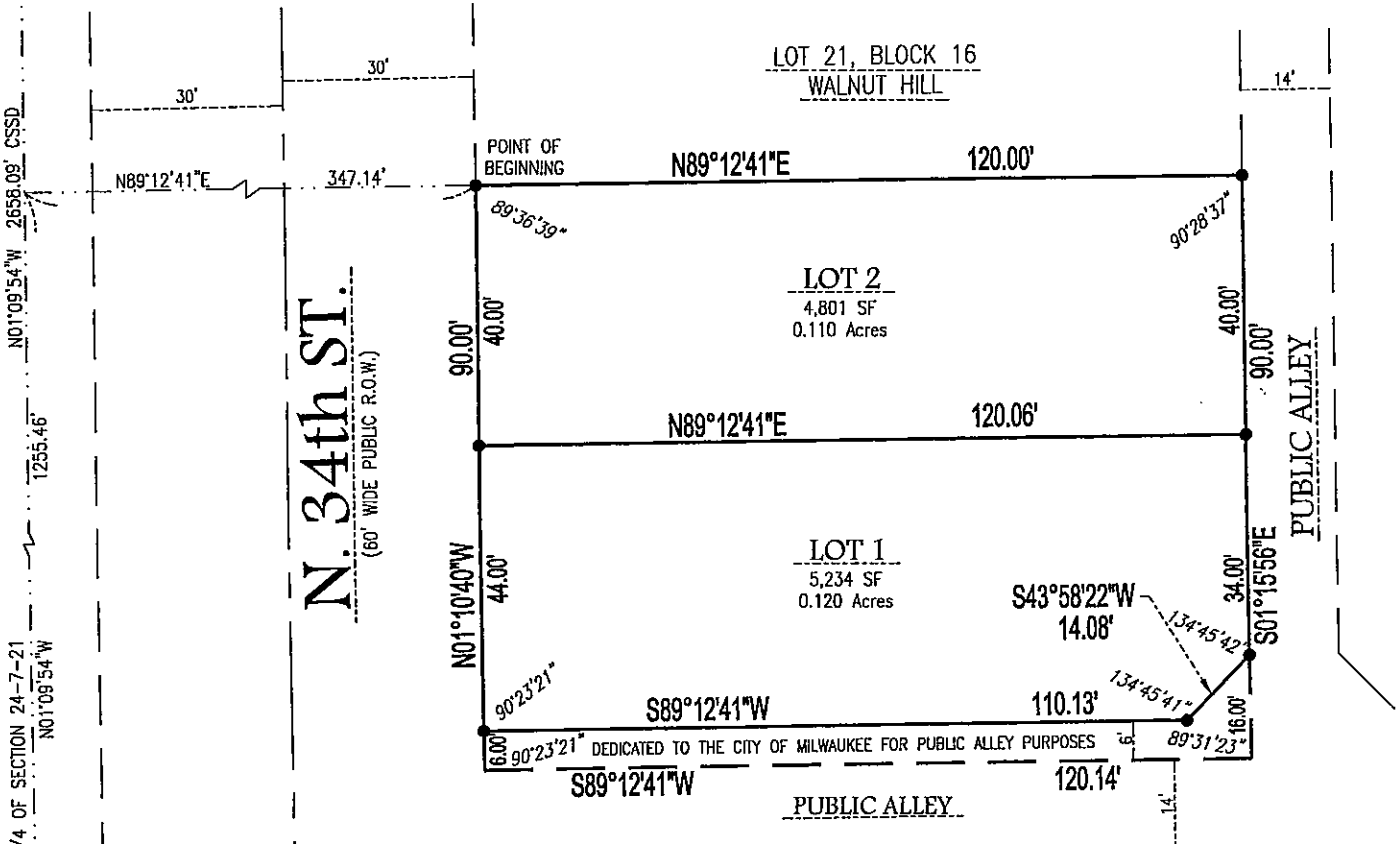 LOT 21, BLOCK 16
WALNUT HILL
30'
30'
14'
POINT OF
BEGINNING
N89°12'41"E 120.00'
N89°12'41"E 347.14'
89°36'39"
90°28'37"
N01°09'54"W 2658.09' CSSD
LOT 2
4,801 SF
0.110 Acres
90.00'
40.00'
40.00'
90.00'
N. 34th ST.
(60' WIDE PUBLIC R.O.W.)
PUBLIC ALLEY
N89°12'41"E 120.06'
1255.46'
LOT 1
5,234 SF
0.120 Acres
N01°10'40"W
44.00'
34.00'
S01°15'56"E
S43°58'22"W
14.08'
134°45'42"
134°45'41"
90°23'21"
S89°12'41"W 110.13'
16.00'
6.00'
90°23'21"
DEDICATED TO THE CITY OF MILWAUKEE FOR PUBLIC ALLEY PURPOSES
6'
89°31'23"
S89°12'41"W 120.14'
PUBLIC ALLEY
14'
/4 OF SECTION 24-7-21
N01°09'54"W